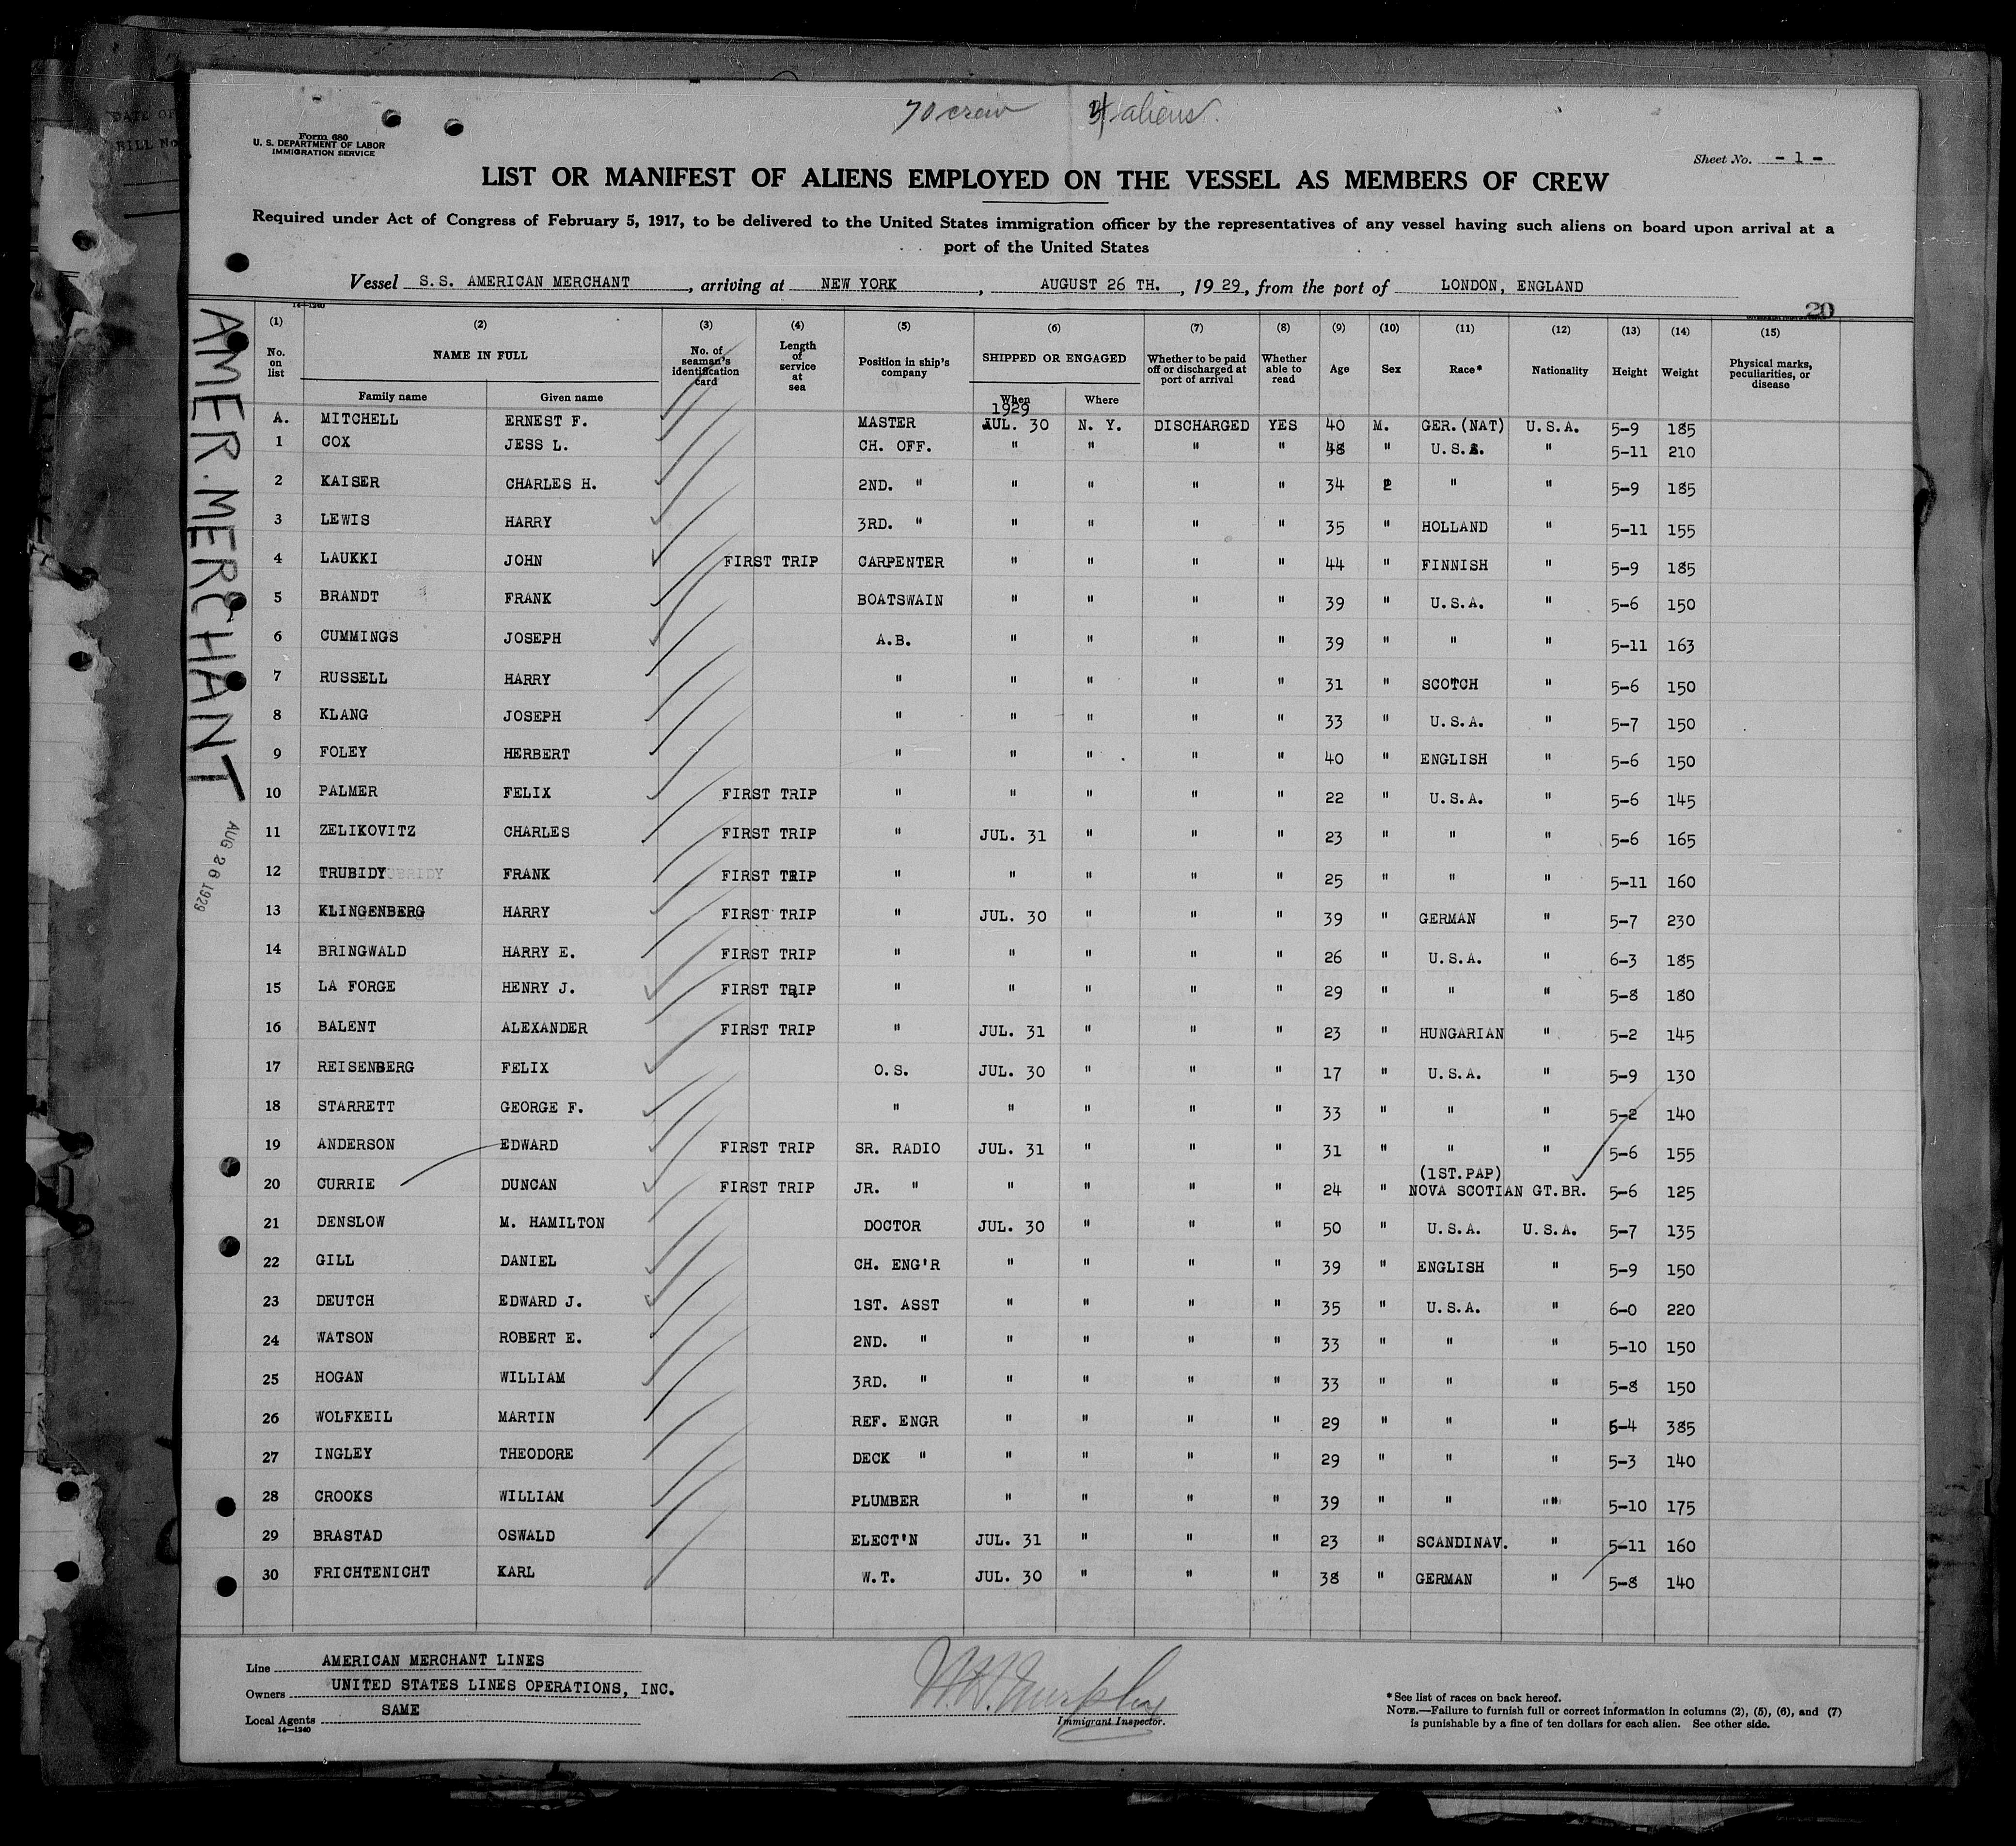 70 crew 4 aliens.
Form 680
U. S. DEPARTMENT OF LABOR
IMMIGRATION SERVICE
Sheet No. - 1 -
LIST OR MANIFEST OF ALIENS EMPLOYED ON THE VESSEL AS MEMBERS OF CREW
Required under Act of Congress of February 5, 1917, to be delivered to the United States immigration officer by the representatives of any vessel having such aliens on board upon arrival at a
port of the United States
Vessel S.S. AMERICAN MERCHANT, arriving at NEW YORK, AUGUST 26 TH., 1929, from the port of LONDON, ENGLAND
14—1240
20
AMER. MERCHANT
AUG 26 1929
(1) (2) (3) (4) (5) (6) (7) (8) (9) (10) (11) (12) (13) (14) (15)
No. on list NAME IN FULL No. of seaman's identification card Length of service at sea Position in ship's company SHIPPED OR ENGAGED Whether to be paid off or discharged at port of arrival Whether able to read Age Sex Race* Nationality Height Weight Physical marks, peculiarities, or disease
Family name Given name When Where
1929
A. MITCHELL ERNEST F. MASTER JUL. 30 N. Y. DISCHARGED YES 40 M. GER.(NAT) U.S.A. 5-9 185
1 COX JESS L. CH. OFF. " " " " 48 " U.S.A. " 5-11 210
2 KAISER CHARLES H. 2ND. " " " " " 34 " " " 5-9 185
3 LEWIS HARRY 3RD. " " " " " 35 " HOLLAND " 5-11 155
4 LAUKKI JOHN FIRST TRIP CARPENTER " " " " 44 " FINNISH " 5-9 185
5 BRANDT FRANK BOATSWAIN " " " " 39 " U.S.A. " 5-6 150
6 CUMMINGS JOSEPH A.B. " " " " 39 " " " 5-11 163
7 RUSSELL HARRY " " " " " 31 " SCOTCH " 5-6 150
8 KLANG JOSEPH " " " " " 33 " U.S.A. " 5-7 150
9 FOLEY HERBERT " " " " " 40 " ENGLISH " 5-6 150
10 PALMER FELIX FIRST TRIP " " " " " 22 " U.S.A. " 5-6 145
11 ZELIKOVITZ CHARLES FIRST TRIP " JUL. 31 " " " 23 " " " 5-6 165
12 TRUBIDY FRANK FIRST TRIP " " " " " 25 " " " 5-11 160
13 KLINGENBERG HARRY FIRST TRIP " JUL. 30 " " " 39 " GERMAN " 5-7 230
14 BRINGWALD HARRY E. FIRST TRIP " " " " " 26 " U.S.A. " 6-3 185
15 LA FORGE HENRY J. FIRST TRIP " " " " " 29 " " " 5-8 180
16 BALENT ALEXANDER FIRST TRIP " JUL. 31 " " " 23 " HUNGARIAN " 5-2 145
17 REISENBERG FELIX O.S. JUL. 30 " " " 17 " U.S.A. " 5-9 130
18 STARRETT GEORGE F. " " " " " 33 " " " 5-2 140
19 ANDERSON EDWARD FIRST TRIP SR. RADIO JUL. 31 " " " 31 " " " 5-6 155
(1ST.PAP)
20 CURRIE DUNCAN FIRST TRIP JR. " " " " " 24 " NOVA SCOTIAN GT.BR. 5-6 125
21 DENSLOW M. HAMILTON DOCTOR JUL. 30 " " " 50 " U.S.A. U.S.A. 5-7 135
22 GILL DANIEL CH. ENG'R " " " " 39 " ENGLISH " 5-9 150
23 DEUTCH EDWARD J. 1ST. ASST " " " " 35 " U.S.A. " 6-0 220
24 WATSON ROBERT E. 2ND. " " " " " 33 " " " 5-10 150
25 HOGAN WILLIAM 3RD. " " " " " 33 " " " 5-8 150
26 WOLFKEIL MARTIN REF. ENGR " " " " 29 " " " 6-4 385
27 INGLEY THEODORE DECK " " " " " 29 " " " 5-3 140
28 CROOKS WILLIAM PLUMBER " " " " 39 " " " 5-10 175
29 BRASTAD OSWALD ELECT'N JUL. 31 " " " 23 " SCANDINAV. " 5-11 160
30 FRICHTENICHT KARL W.T. JUL. 30 " " " 38 " GERMAN " 5-8 140
Line AMERICAN MERCHANT LINES
Owners UNITED STATES LINES OPERATIONS, INC.
Local Agents SAME
14—1240
Murphy
Immigrant Inspector.
*See list of races on back hereof.
NOTE.—Failure to furnish full or correct information in columns (2), (5), (6), and (7)
is punishable by a fine of ten dollars for each alien. See other side.